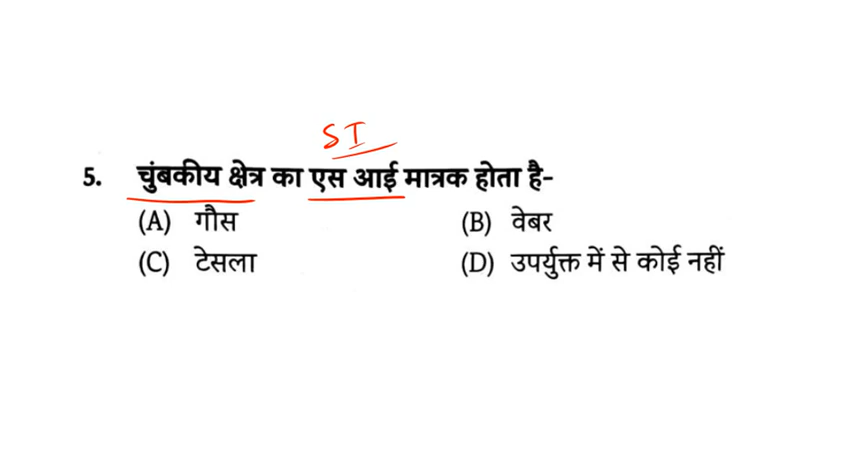 SI
5. चुंबकीय क्षेत्र का एस आई मात्रक होता है-
(A) गौस (B) वेबर
(C) टेसला (D) उपर्युक्त में से कोई नहीं